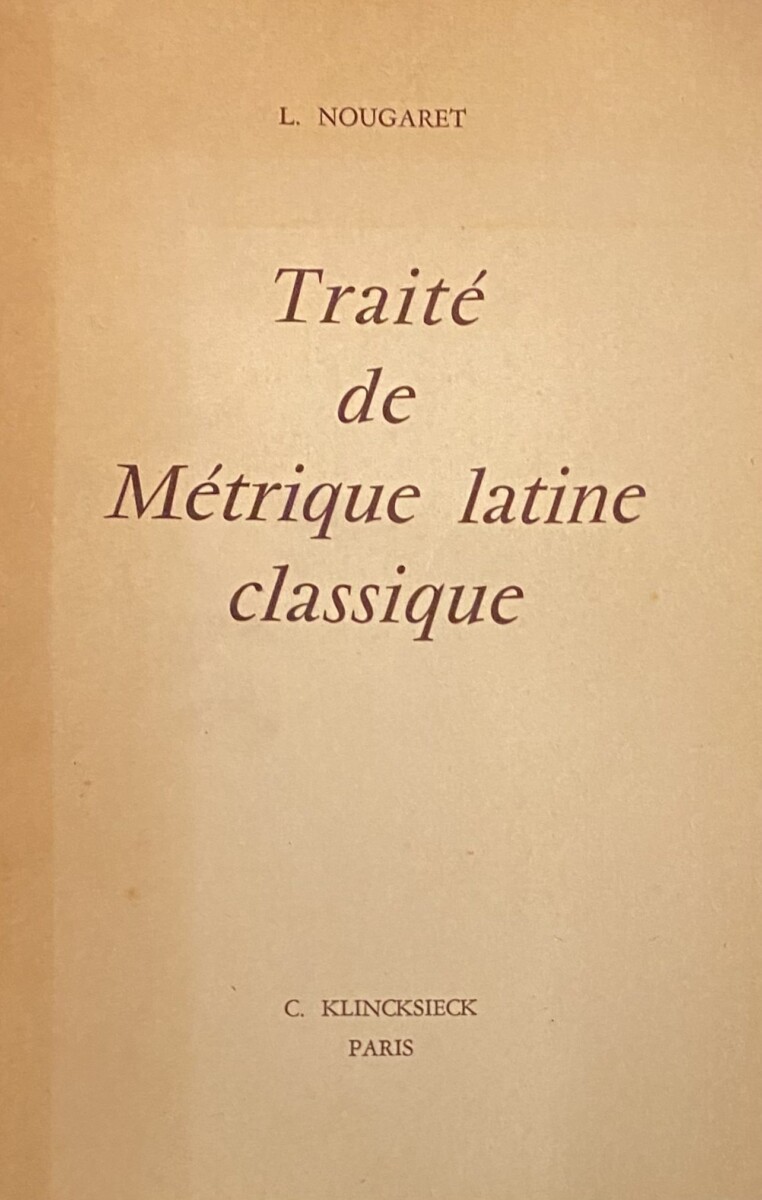 L. NOUGARET
Traité
de
Métrique latine
classique
C. KLINCKSIECK
PARIS